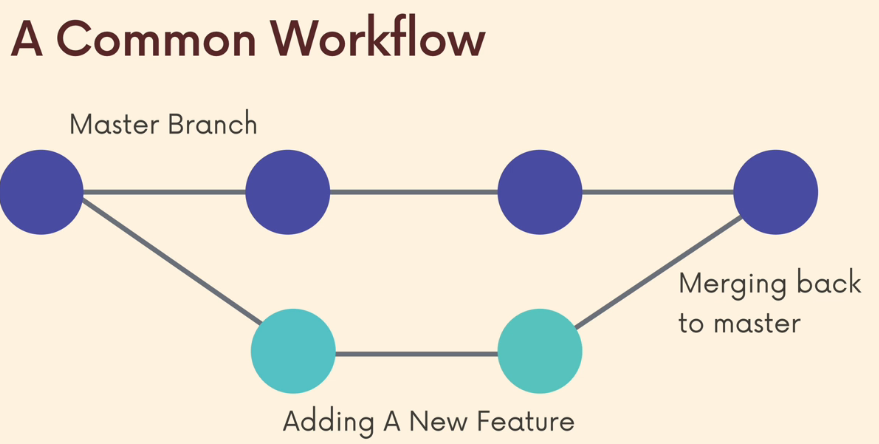 A Common Workflow
Master Branch
Merging back
to master
Adding A New Feature